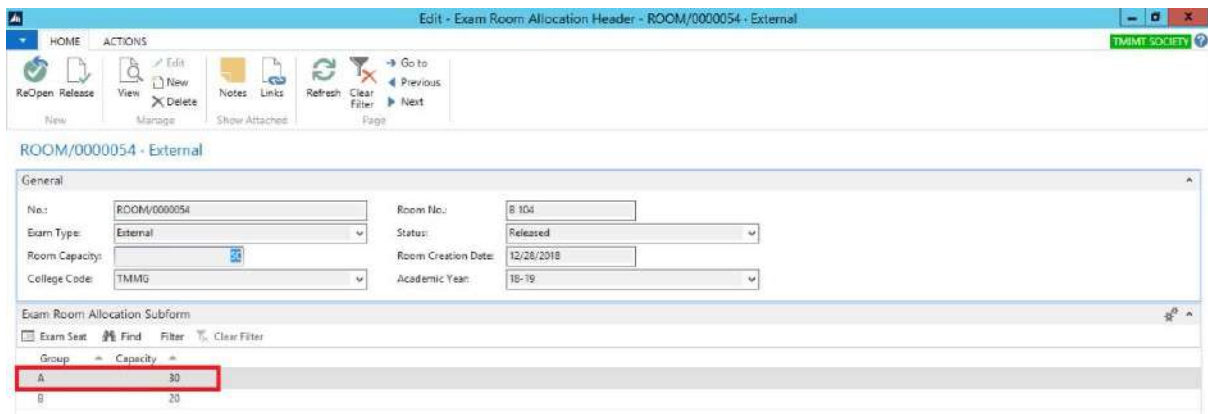 Edit - Exam Room Allocation Header - ROOM/0000054 - External
HOME ACTIONS
TMIMT SOCIETY
ReOpen Release View Edit New Delete Notes Links Refresh Clear Filter Go to Previous Next
New Manage Show Attached Page
ROOM/0000054 - External
General
No.: ROOM/0000054 Room No.: B 104
Exam Type: External Status: Released
Room Capacity: 50 Room Creation Date: 12/28/2018
College Code: TMMG Academic Year: 18-19
Exam Room Allocation Subform
Exam Seat Find Filter Clear Filter
Group Capacity
A 30
B 20